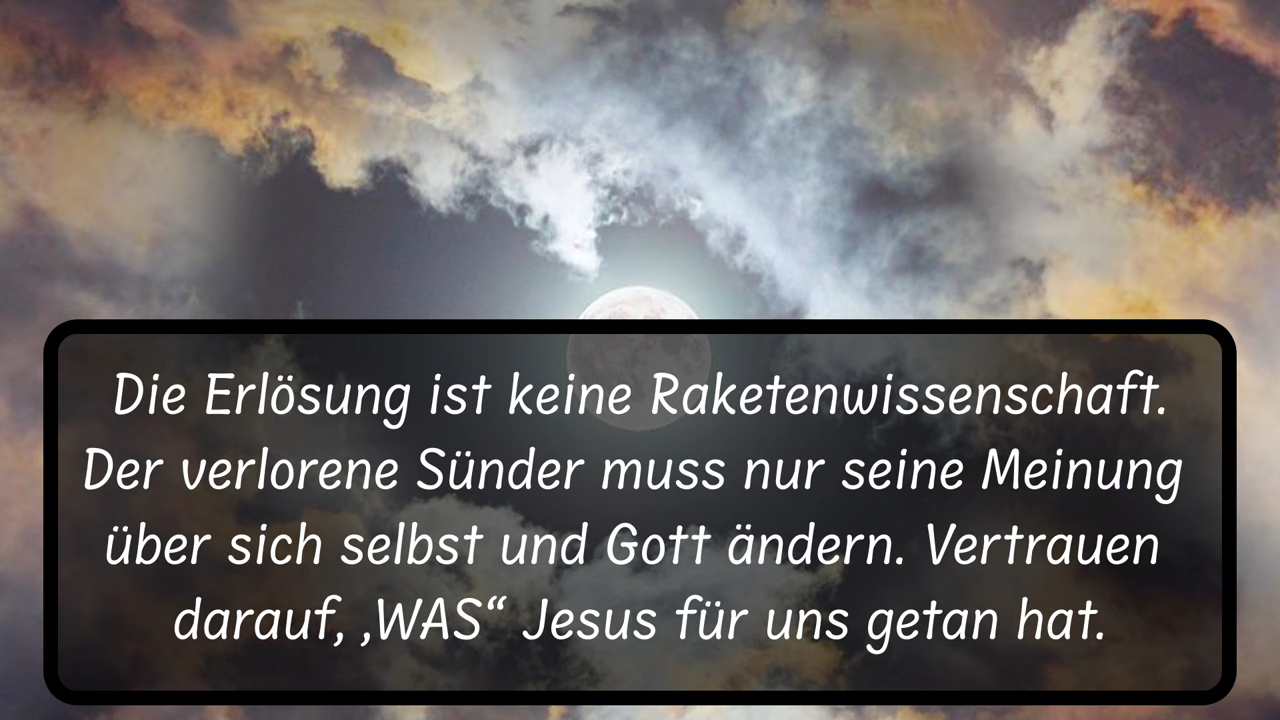 Die Erlösung ist keine Raketenwissenschaft.
Der verlorene Sünder muss nur seine Meinung
über sich selbst und Gott ändern. Vertrauen
darauf, ‚WAS“ Jesus für uns getan hat.